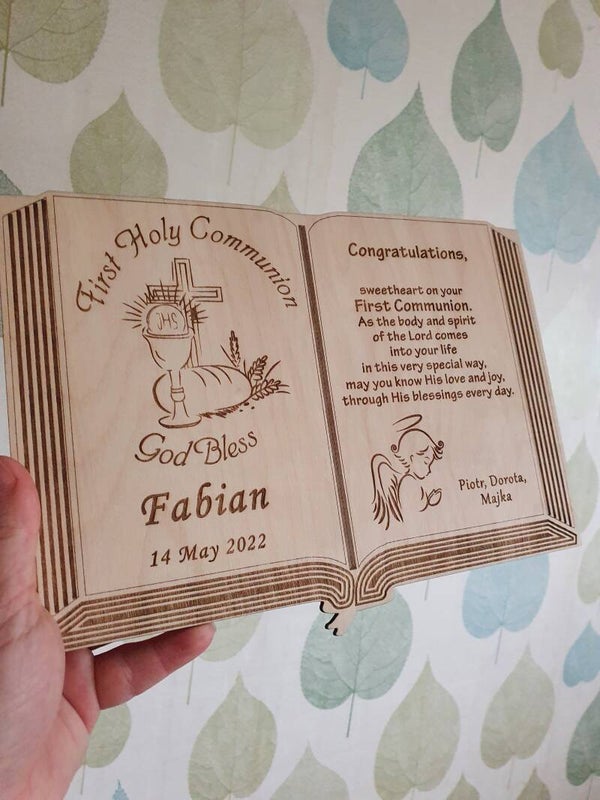 First Holy Communion
JHS
God Bless
Fabian
14 May 2022
Congratulations,
sweetheart on your
First Communion.
As the body and spirit
of the Lord comes
into your life
in this very special way,
may you know His love and joy,
through His blessings every day.
Piotr, Dorota,
Majka